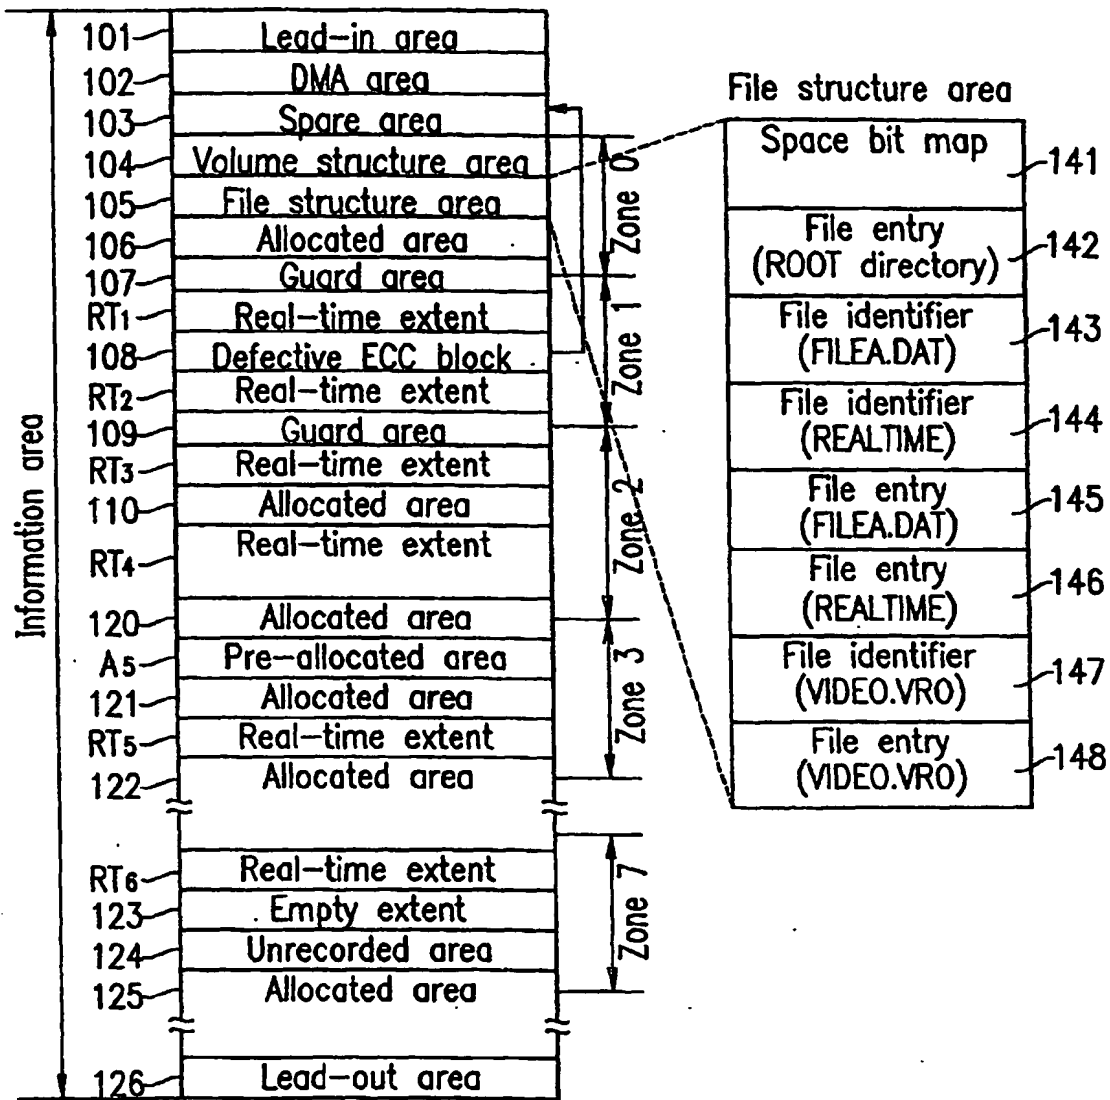 Information area
101 Lead-in area
102 DMA area
103 Spare area
104 Volume structure area
105 File structure area
106 Allocated area
107 Guard area
RT1 Real-time extent
108 Defective ECC block
RT2 Real-time extent
109 Guard area
RT3 Real-time extent
110 Allocated area
RT4 Real-time extent
120 Allocated area
A5 Pre-allocated area
121 Allocated area
RT5 Real-time extent
122 Allocated area
RT6 Real-time extent
123 Empty extent
124 Unrecorded area
125 Allocated area
126 Lead-out area
Zone 0
Zone 1
Zone 2
Zone 3
Zone 7
File structure area
Space bit map
141
File entry
(ROOT directory)
142
File identifier
(FILEA.DAT)
143
File identifier
(REALTIME)
144
File entry
(FILEA.DAT)
145
File entry
(REALTIME)
146
File identifier
(VIDEO.VRO)
147
File entry
(VIDEO.VRO)
148